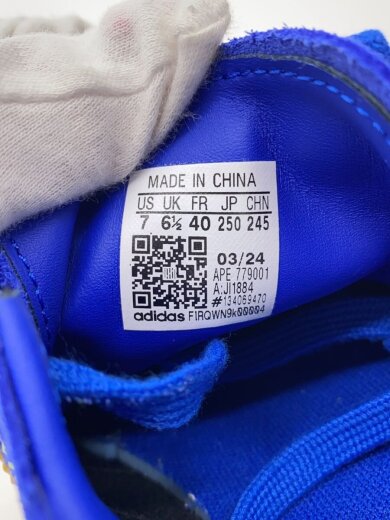 MADE IN CHINA
US UK FR JP CHN
7 6½ 40 250 245
03/24
APE 779001
A:JI1884
#134069470
adidas F1RQWN9k00004